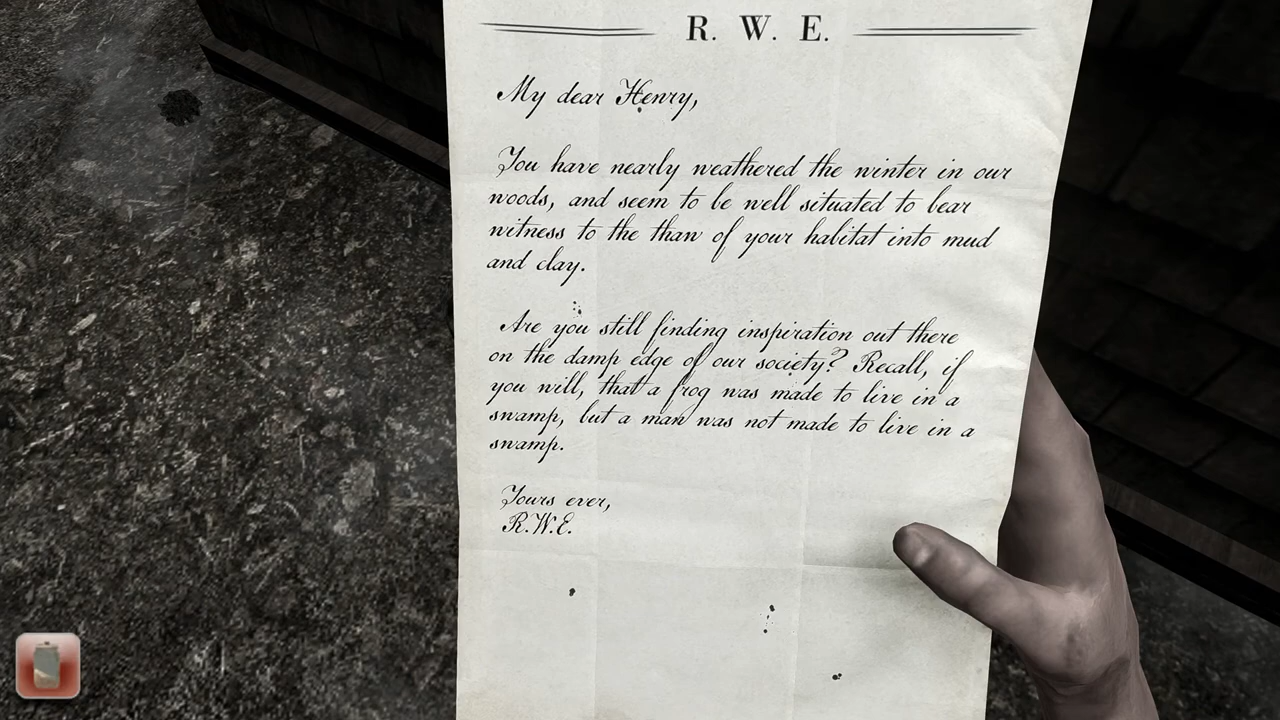 R. W. E.
My dear Henry,
You have nearly weathered the winter in our
woods, and seem to be well situated to bear
witness to the thaw of your habitat into mud
and clay.
Are you still finding inspiration out there
on the damp edge of our society? Recall, if
you will, that a frog was made to live in a
swamp, but a man was not made to live in a
swamp.
Yours ever,
R.W.E.